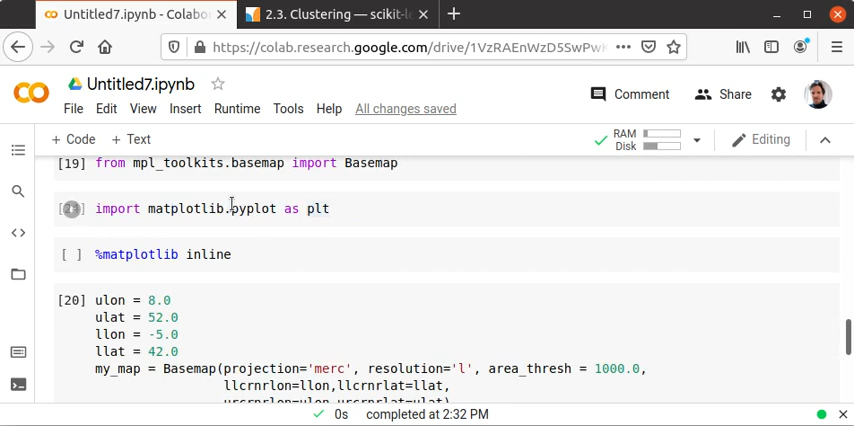 Untitled7.ipynb - Colabor
2.3. Clustering — scikit-le
https://colab.research.google.com/drive/1VzRAEnWzD5SwPwK
Untitled7.ipynb
Comment
Share
File Edit View Insert Runtime Tools Help All changes saved
+ Code + Text
RAM
Disk
Editing
[19] from mpl_toolkits.basemap import Basemap
import matplotlib.pyplot as plt
[ ] %matplotlib inline
[20] ulon = 8.0
ulat = 52.0
llon = -5.0
llat = 42.0
my_map = Basemap(projection='merc', resolution='l', area_thresh = 1000.0,
llcrnrlon=llon,llcrnrlat=llat,
urcrnrlon=ulon,urcrnrlat=ulat)
0s completed at 2:32 PM